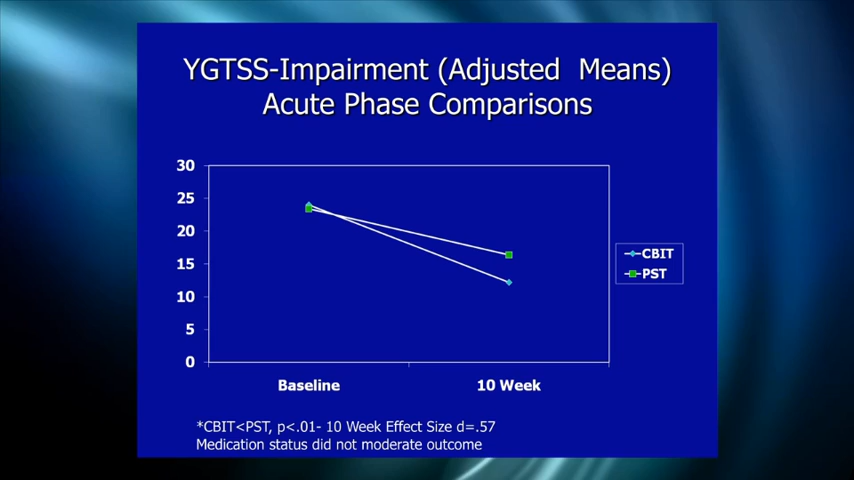 YGTSS-Impairment (Adjusted Means)
Acute Phase Comparisons
30
25
20
15
10
5
0
Baseline 10 Week
CBIT
PST
*CBIT<PST, p<.01- 10 Week Effect Size d=.57
Medication status did not moderate outcome